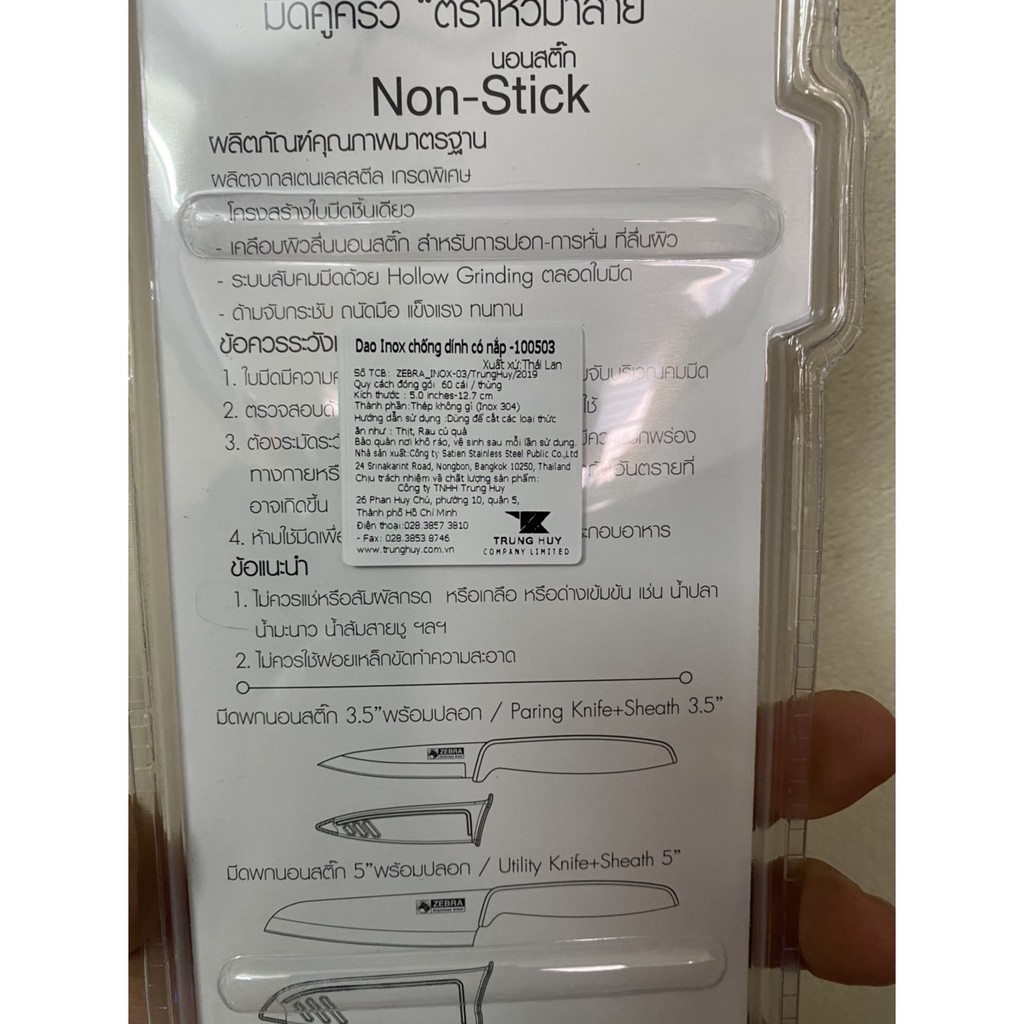 มีดคู่ครัว "ตราหัวม้าลาย
นอนสติ๊ก
Non-Stick
ผลิตภัณฑ์คุณภาพมาตรฐาน
ผลิตจากสเตนเลสสตีล เกรดพิเศษ
- โครงสร้างใบมีดชิ้นเดียว
- เคลือบผิวลื่นนอนสติ๊ก สำหรับการปอก-การหั่น ที่ลื่นผิว
- ระบบลับคมมีดด้วย Hollow Grinding ตลอดใบมีด
- ด้ามจับกระชับ ถนัดมือ แข็งแรง ทนทาน
ข้อควรระวัง
1. ใบมีดมีความ
2. ตรวจสอบ
3. ต้องระมัดระวั
ทางกายหรื
อาจเกิดขึ้น
4. ห้ามใช้มีดเพื่อ
คมมีด
ใช้
พร่อง
อันตรายที่
ประกอบอาหาร
Dao Inox chống dính có nắp -100503
Xuất xứ:Thái Lan
Số TCB: ZEBRA_INOX-03/TrungHuy/2019
Quy cách đóng gói 60 cái / thùng
Kích thước : 5.0 inches-12.7 cm
Thành phần:Thép không gỉ (Inox 304)
Hướng dẫn sử dụng :Dùng để cắt các loại thức
ăn như : Thịt, Rau củ quả
Bảo quản nơi khô ráo, vệ sinh sau mỗi lần sử dụng.
Nhà sản xuất:Công ty Satien Stainless Steel Public Co.,Ltd
24 Srinakarint Road, Nongbon, Bangkok 10250, Thailand
Chịu trách nhiệm về chất lượng sản phẩm:
Công ty TNHH Trung Huy
26 Phan Huy Chú, phường 10, quận 5,
Thành phố Hồ Chí Minh
Điện thoại:028.3857 3810
- Fax: 028.3853 8746
www.trunghuy.com.vn
TRUNG HUY
COMPANY LIMITED
ข้อแนะนำ
1. ไม่ควรแช่หรือสัมผัสกรด หรือเกลือ หรือด่างเข้มข้น เช่น น้ำปลา
น้ำมะนาว น้ำส้มสายชู ฯลฯ
2. ไม่ควรใช้ฝอยเหล็กขัดทำความสะอาด
มีดพกนอนสติ๊ก 3.5”พร้อมปลอก / Paring Knife+Sheath 3.5”
ZEBRA
มีดพกนอนสติ๊ก 5”พร้อมปลอก / Utility Knife+Sheath 5”
ZEBRA